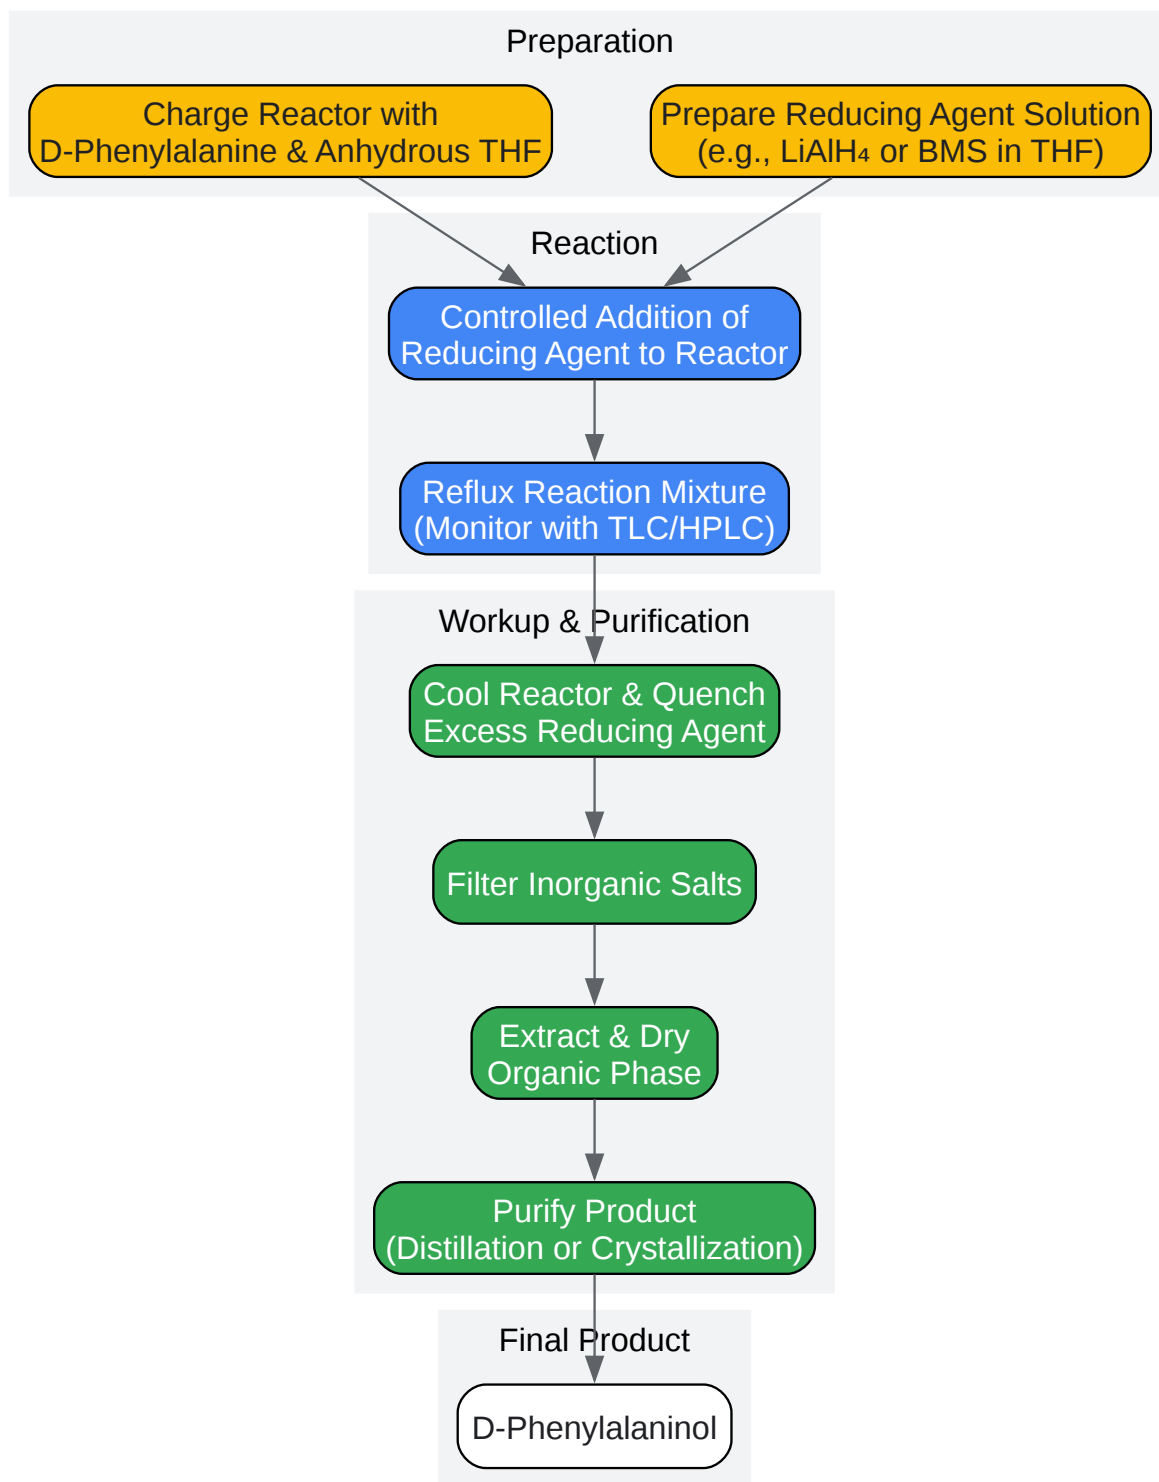 Preparation
Charge Reactor with
D-Phenylalanine & Anhydrous THF
Prepare Reducing Agent Solution
(e.g., LiAlH₄ or BMS in THF)
Reaction
Controlled Addition of
Reducing Agent to Reactor
Reflux Reaction Mixture
(Monitor with TLC/HPLC)
Workup & Purification
Cool Reactor & Quench
Excess Reducing Agent
Filter Inorganic Salts
Extract & Dry
Organic Phase
Purify Product
(Distillation or Crystallization)
Final Product
D-Phenylalaninol